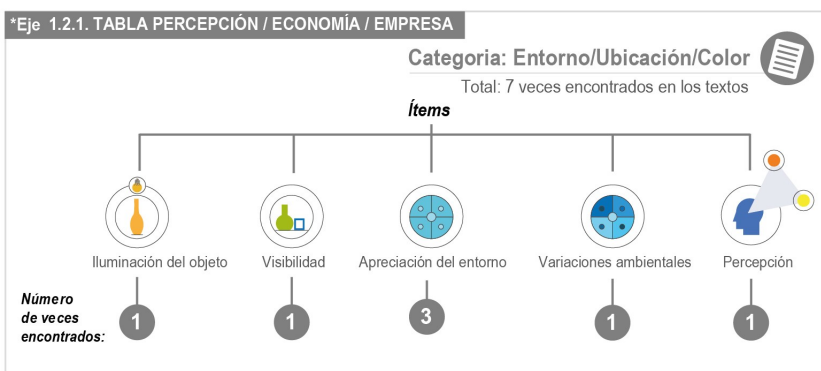 *Eje 1.2.1. TABLA PERCEPCIÓN / ECONOMÍA / EMPRESA
Categoria: Entorno/Ubicación/Color
Total: 7 veces encontrados en los textos
Ítems
Iluminación del objeto
Visibilidad
Apreciación del entorno
Variaciones ambientales
Percepción
Número
de veces
encontrados:
1
1
3
1
1